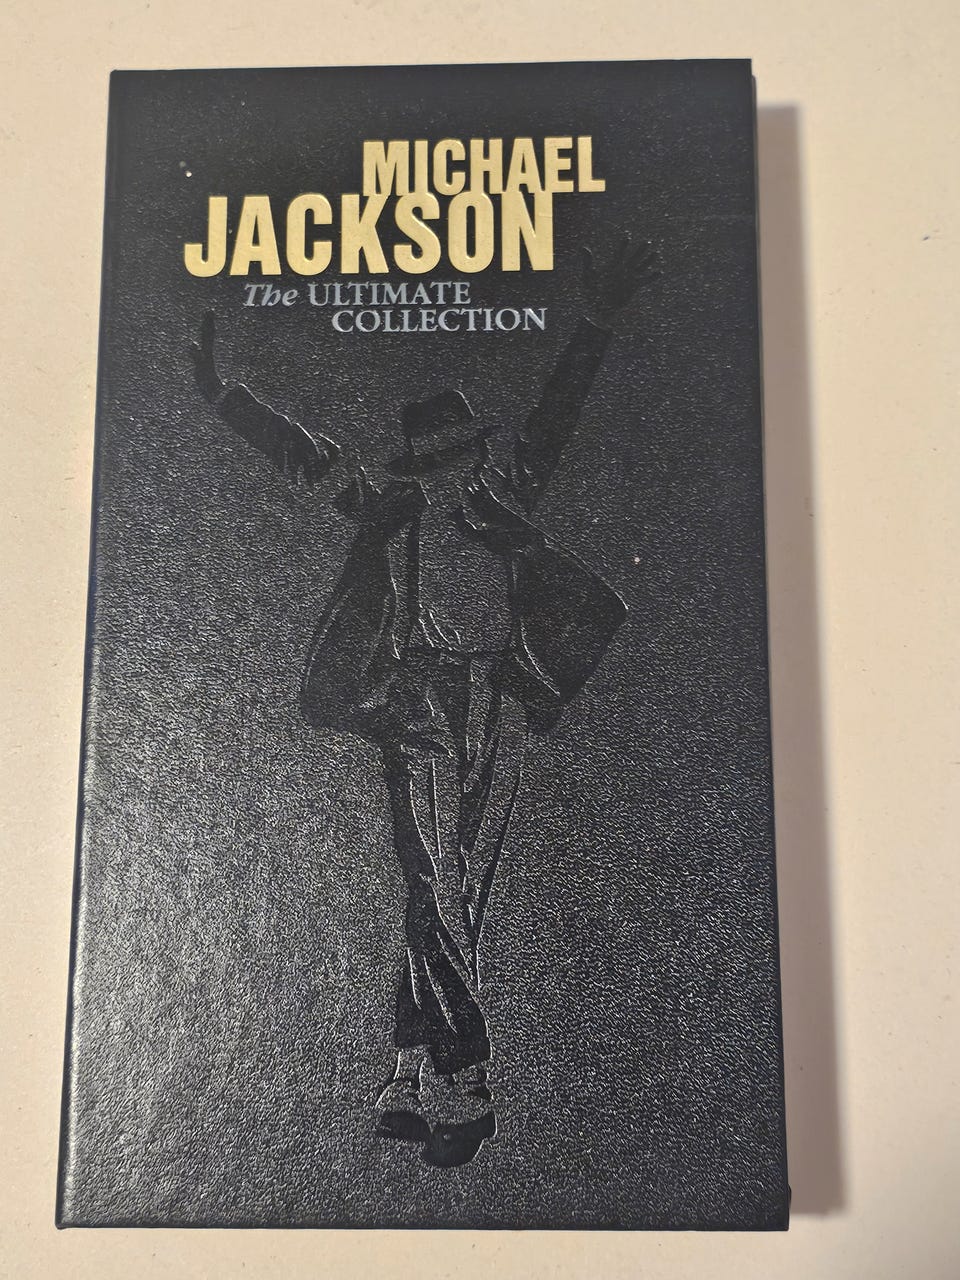 MICHAEL
JACKSON
The ULTIMATE
COLLECTION